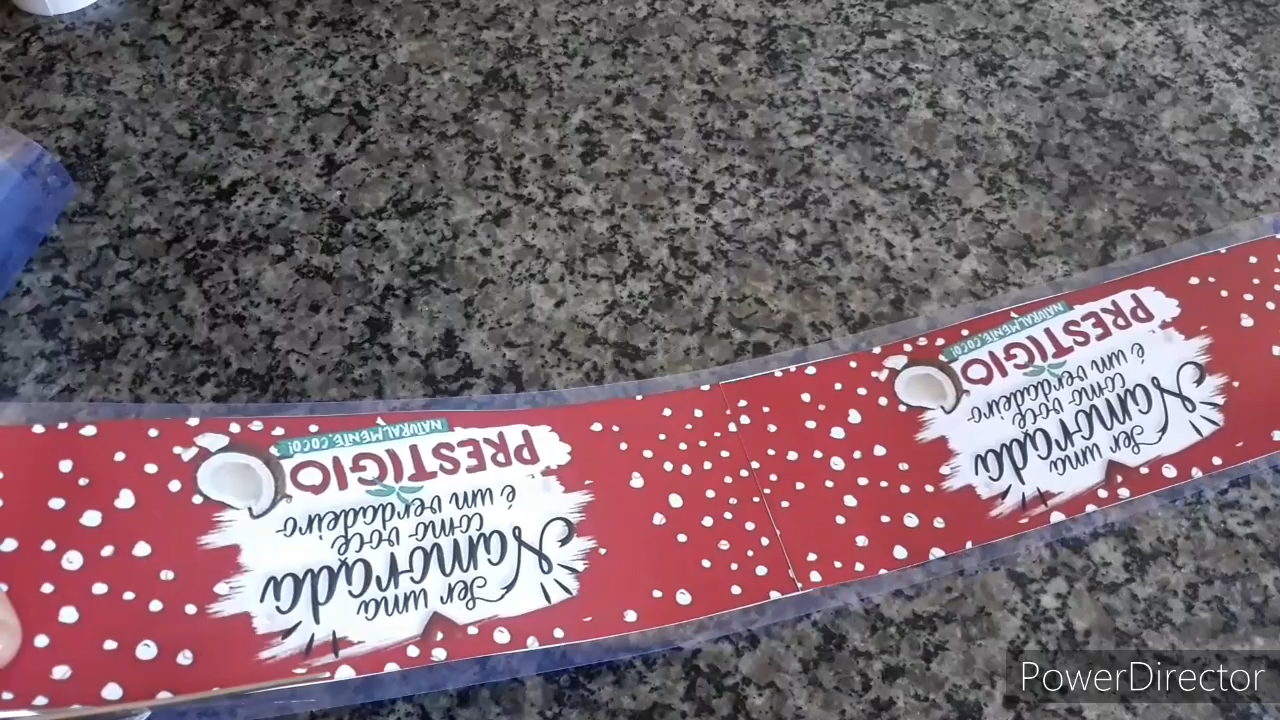 Ser uma
Namorada
como você
é um verdadeiro
PRESTIGIO
NATURALMENTE, COCO!
Ser uma
Namorada
como você
é um verdadeiro
PRESTIGIO
NATURALMENTE, COCO!
PowerDirector